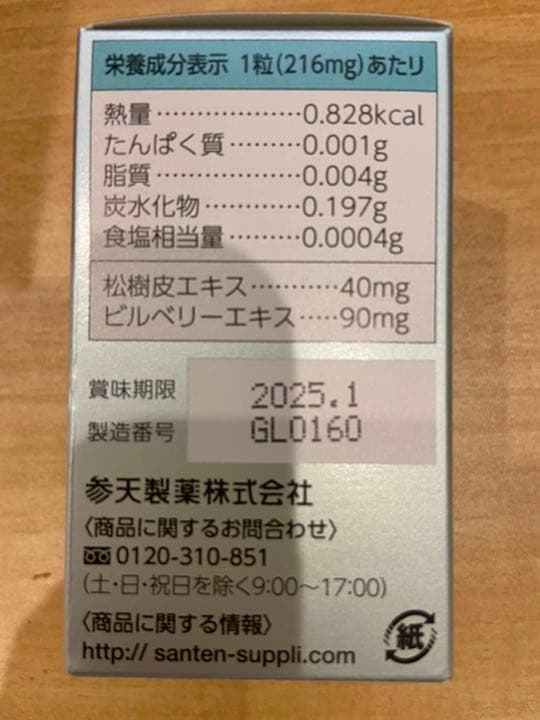 栄養成分表示 1粒(216mg)あたり
熱量………………0.828kcal
たんぱく質………0.001g
脂質………………0.004g
炭水化物…………0.197g
食塩相当量………0.0004g
松樹皮エキス…………40mg
ビルベリーエキス……90mg
賞味期限 2025.1
製造番号 GL0160
参天製薬株式会社
〈商品に関するお問合わせ〉
0120-310-851
(土・日・祝日を除く9:00〜17:00)
〈商品に関する情報〉
http:// santen-suppli.com
紙